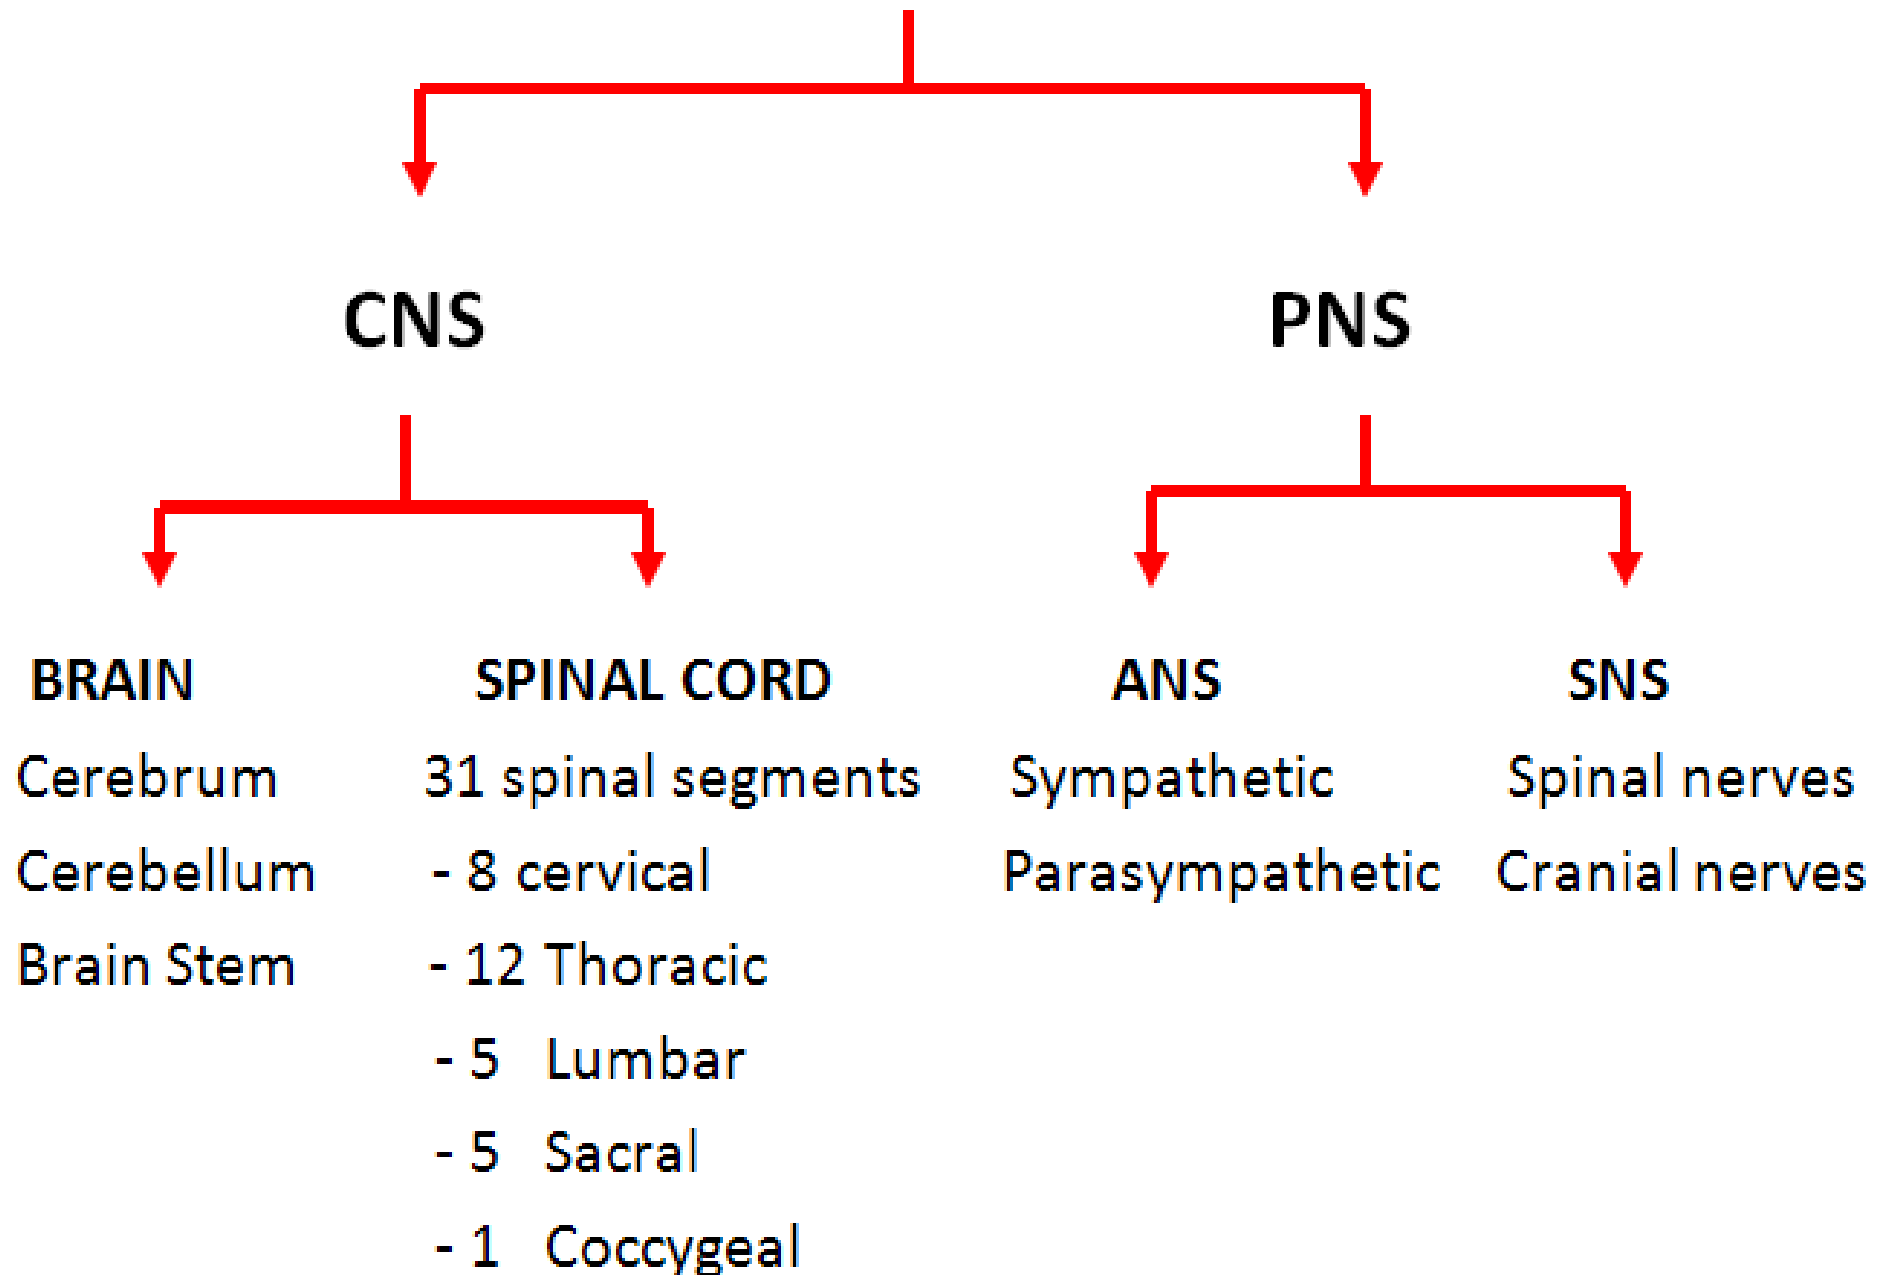 CNS
PNS
BRAIN
Cerebrum
Cerebellum
Brain Stem
SPINAL CORD
31 spinal segments
- 8 cervical
- 12 Thoracic
- 5 Lumbar
- 5 Sacral
- 1 Coccygeal
ANS
Sympathetic
Parasympathetic
SNS
Spinal nerves
Cranial nerves